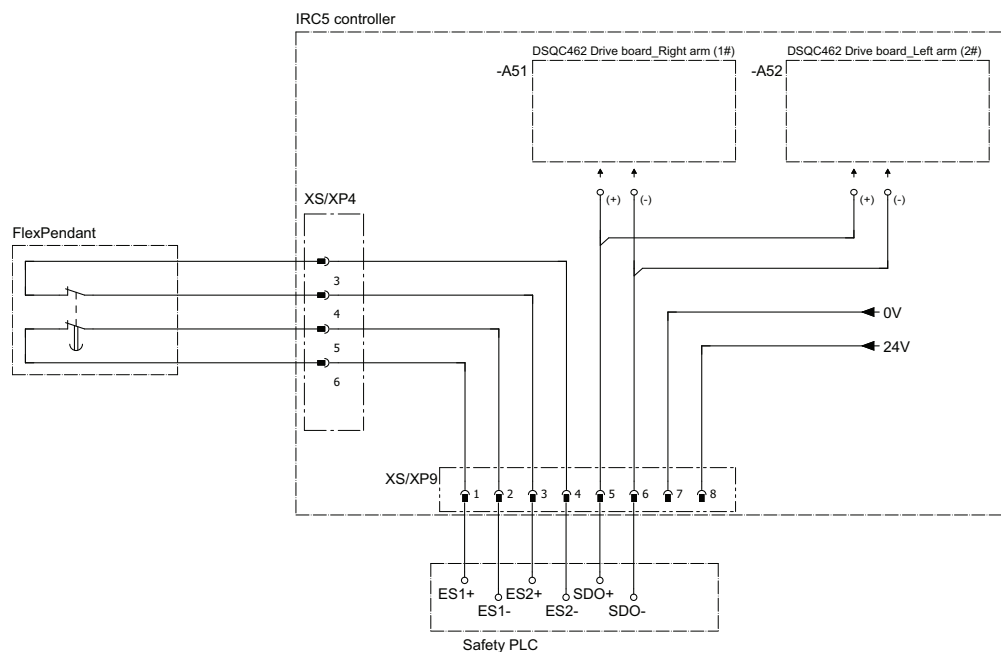 IRC5 controller
DSQC462 Drive board_Right arm (1#)
DSQC462 Drive board_Left arm (2#)
-A51
-A52
XS/XP4
(+)
(-)
(+)
(-)
FlexPendant
3
4
0V
5
24V
6
XS/XP9
1
2
3
4
5
6
7
8
ES1+
ES2+
SDO+
ES1-
ES2-
SDO-
Safety PLC